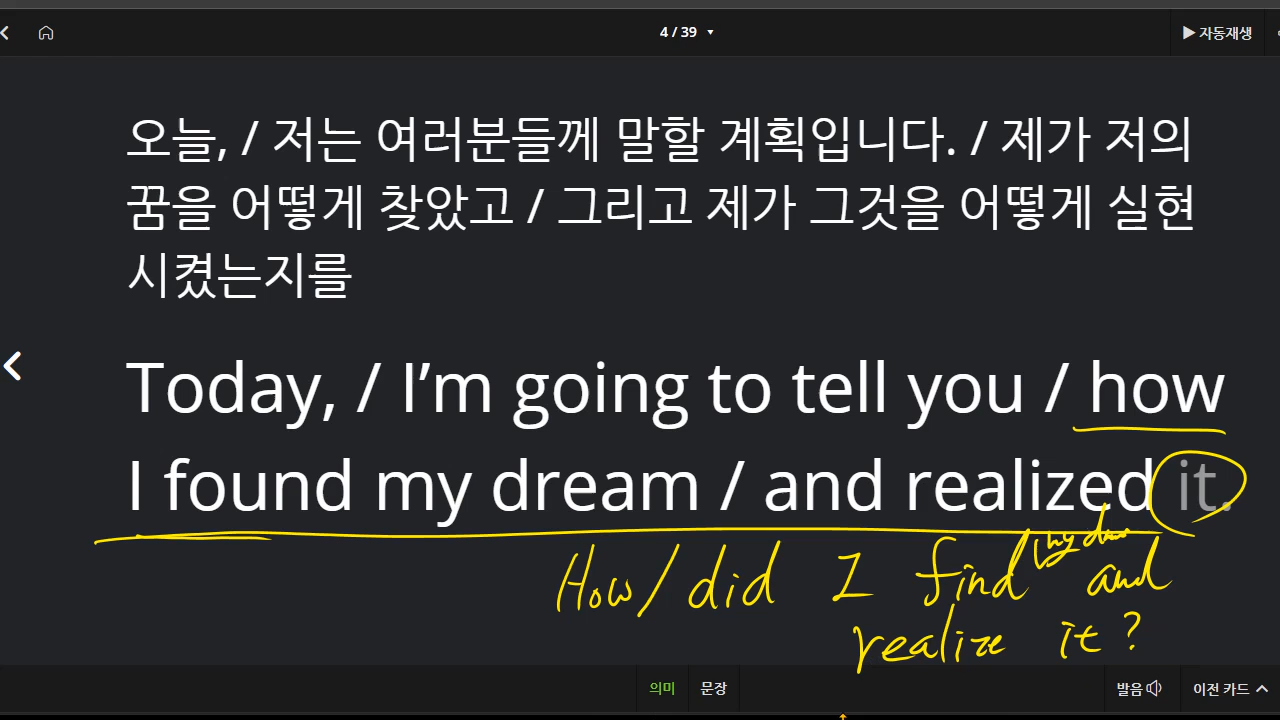 4 / 39
자동재생
오늘, / 저는 여러분들께 말할 계획입니다. / 제가 저의
꿈을 어떻게 찾았고 / 그리고 제가 그것을 어떻게 실현
시켰는지를
Today, / I’m going to tell you / how
I found my dream / and realized it.
How / did I find my and
realize it?
의미 문장 발음 이전 카드